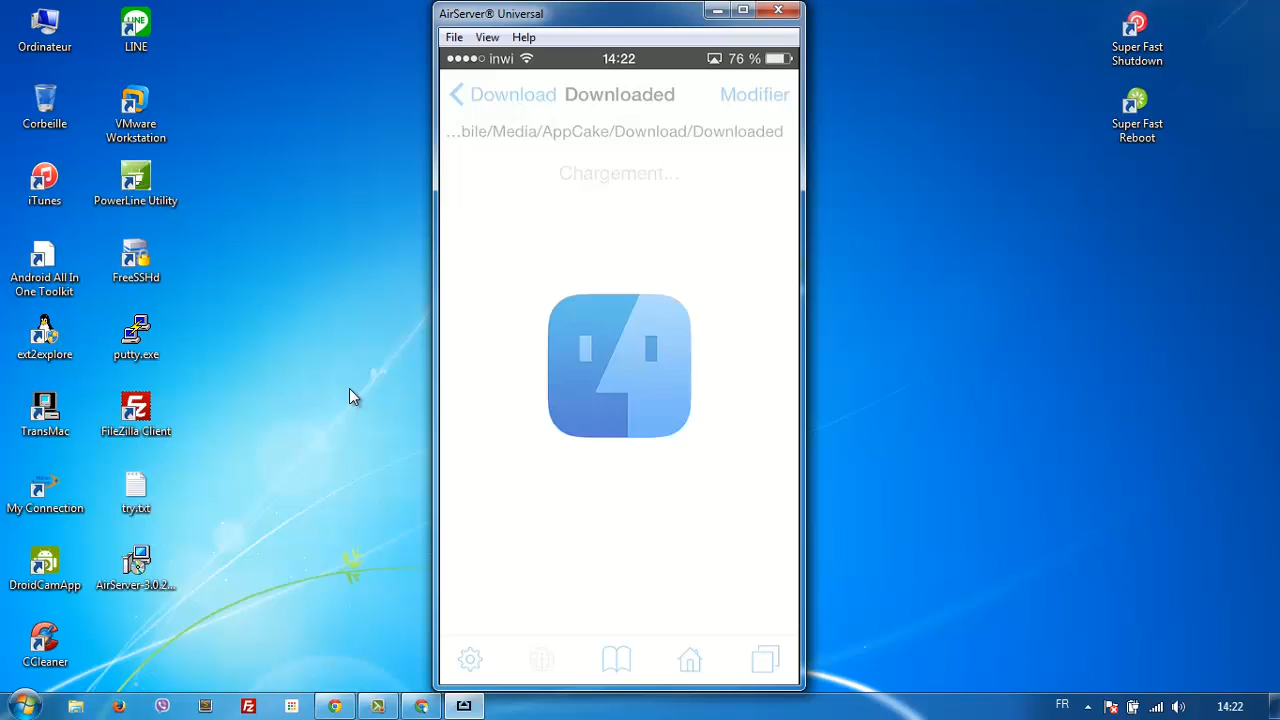 Ordinateur
LINE
Corbeille
VMware
Workstation
iTunes
PowerLine Utility
Android All In
One Toolkit
FreeSSHd
ext2explore
putty.exe
TransMac
FileZilla Client
My Connection
try.txt
DroidCamApp
AirServer-3.0.2...
CCleaner
AirServer® Universal
File View Help
inwi 14:22 76 %
Download Downloaded Modifier
...bile/Media/AppCake/Download/Downloaded
Chargement...
Super Fast
Shutdown
Super Fast
Reboot
FR 14:22